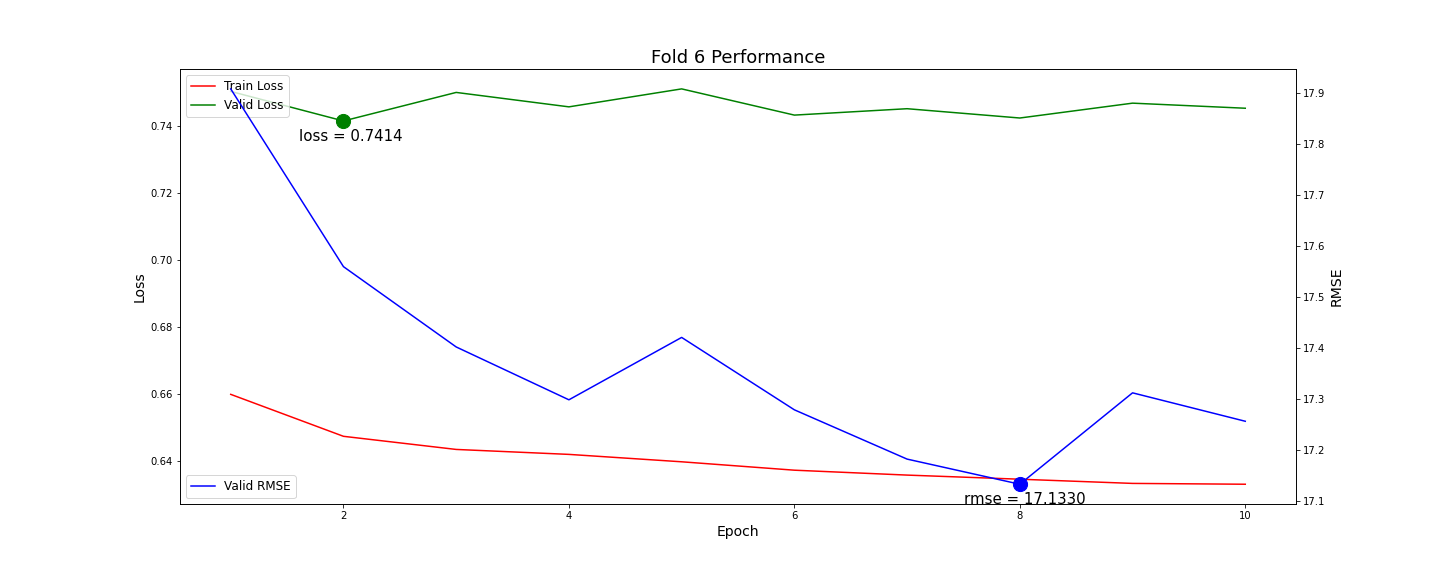 Fold 6 Performance
Train Loss
Valid Loss
loss = 0.7414
Valid RMSE
rmse = 17.1330
0.74
0.72
0.70
0.68
0.66
0.64
Loss
17.9
17.8
17.7
17.6
17.5
17.4
17.3
17.2
17.1
RMSE
2
4
6
8
10
Epoch